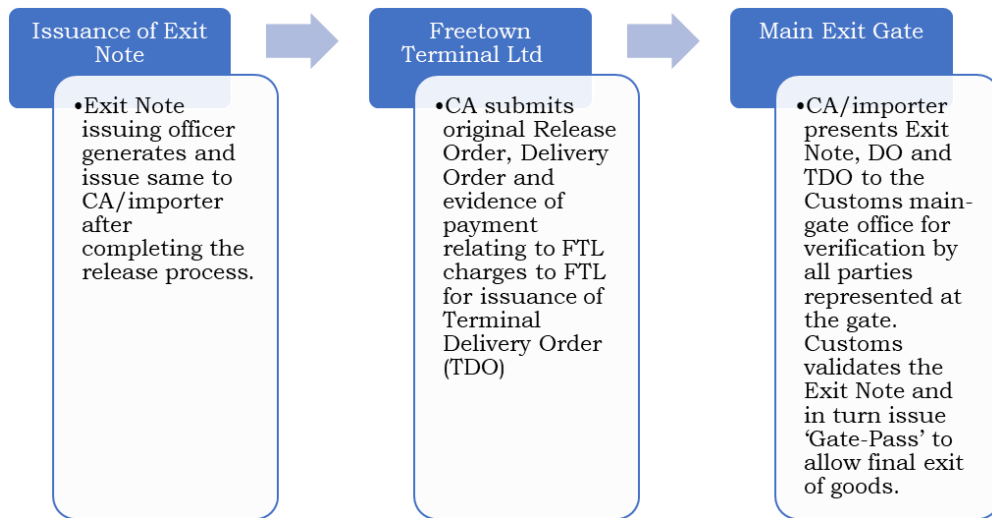 Issuance of Exit
Note
•Exit Note
issuing officer
generates and
issue same to
CA/importer
after
completing the
release process.
Freetown
Terminal Ltd
•CA submits
original Release
Order, Delivery
Order and
evidence of
payment
relating to FTL
charges to FTL
for issuance of
Terminal
Delivery Order
(TDO)
Main Exit Gate
•CA/importer
presents Exit
Note, DO and
TDO to the
Customs main-
gate office for
verification by
all parties
represented at
the gate.
Customs
validates the
Exit Note and
in turn issue
‘Gate-Pass’ to
allow final exit
of goods.